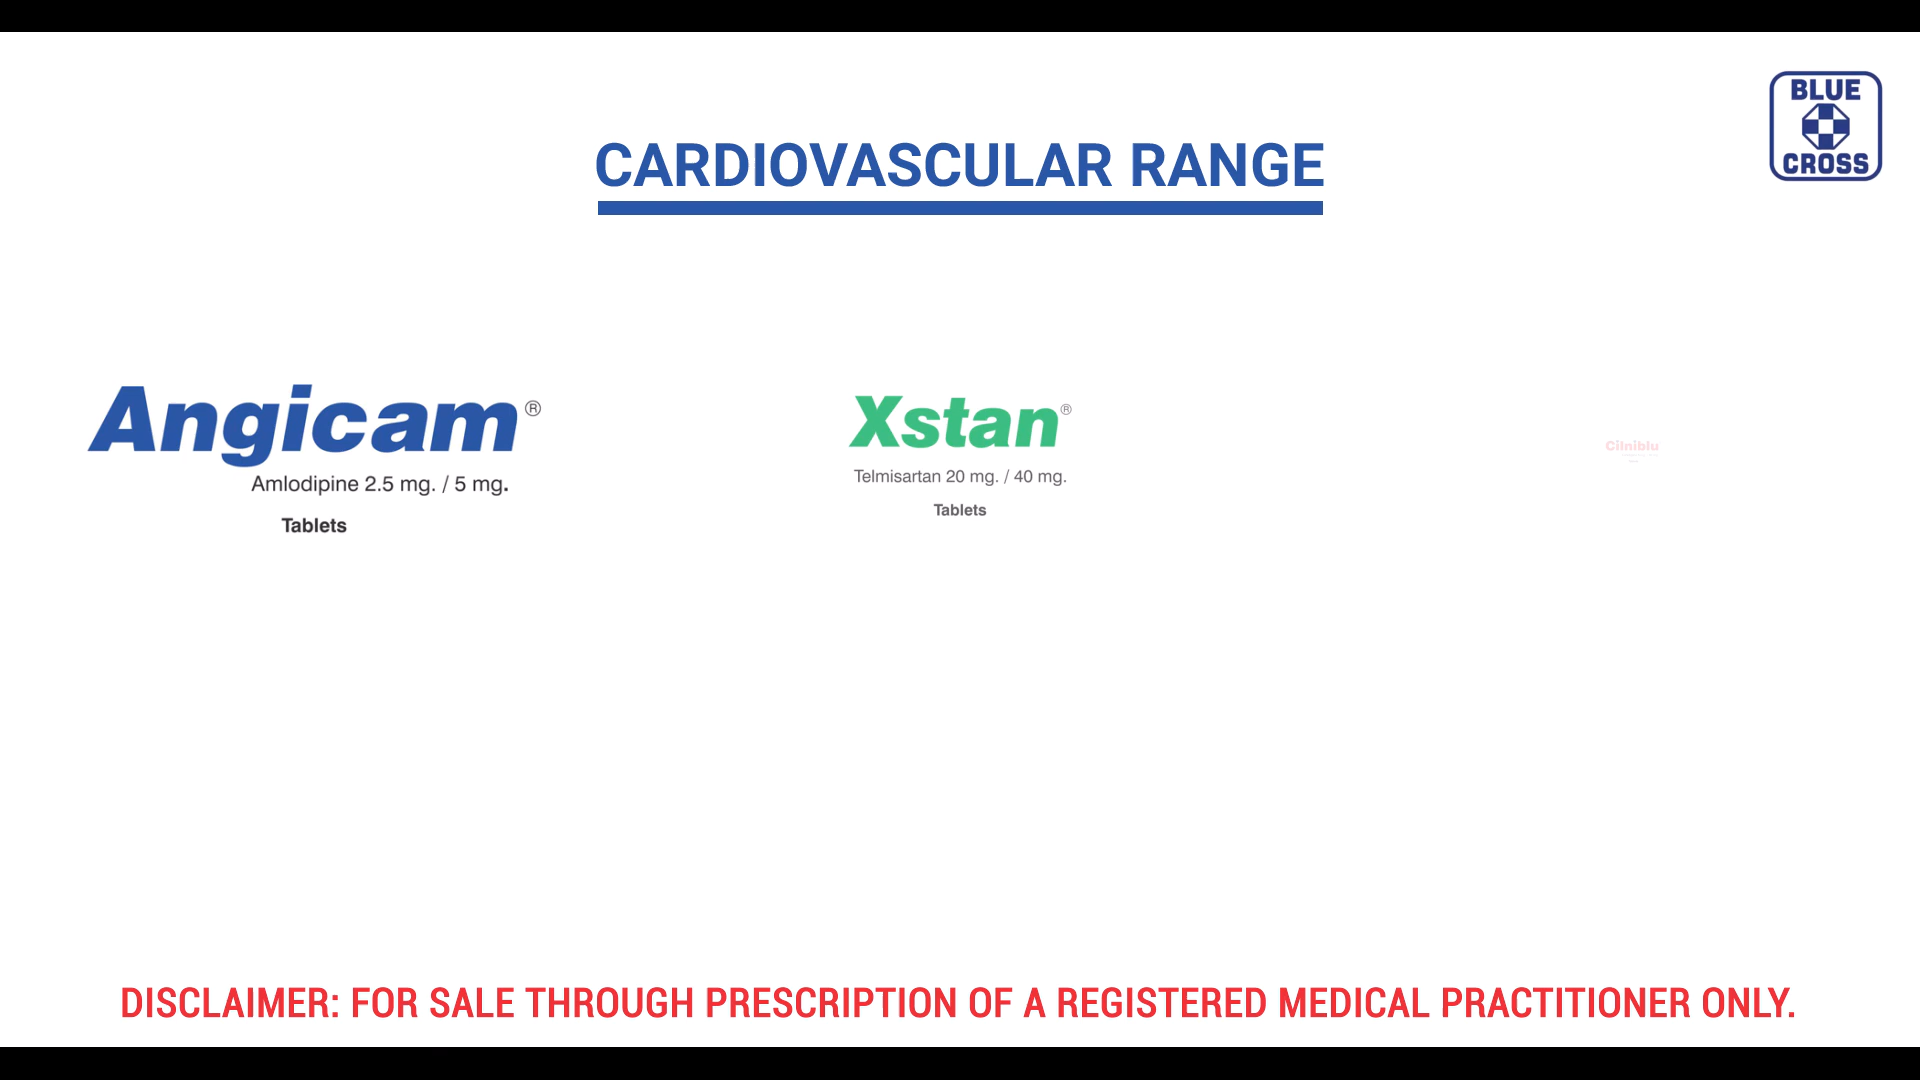 BLUE
CROSS
CARDIOVASCULAR RANGE
Angicam®
Amlodipine 2.5 mg. / 5 mg.
Tablets
Xstan®
Telmisartan 20 mg. / 40 mg.
Tablets
Cilniblu
DISCLAIMER: FOR SALE THROUGH PRESCRIPTION OF A REGISTERED MEDICAL PRACTITIONER ONLY.